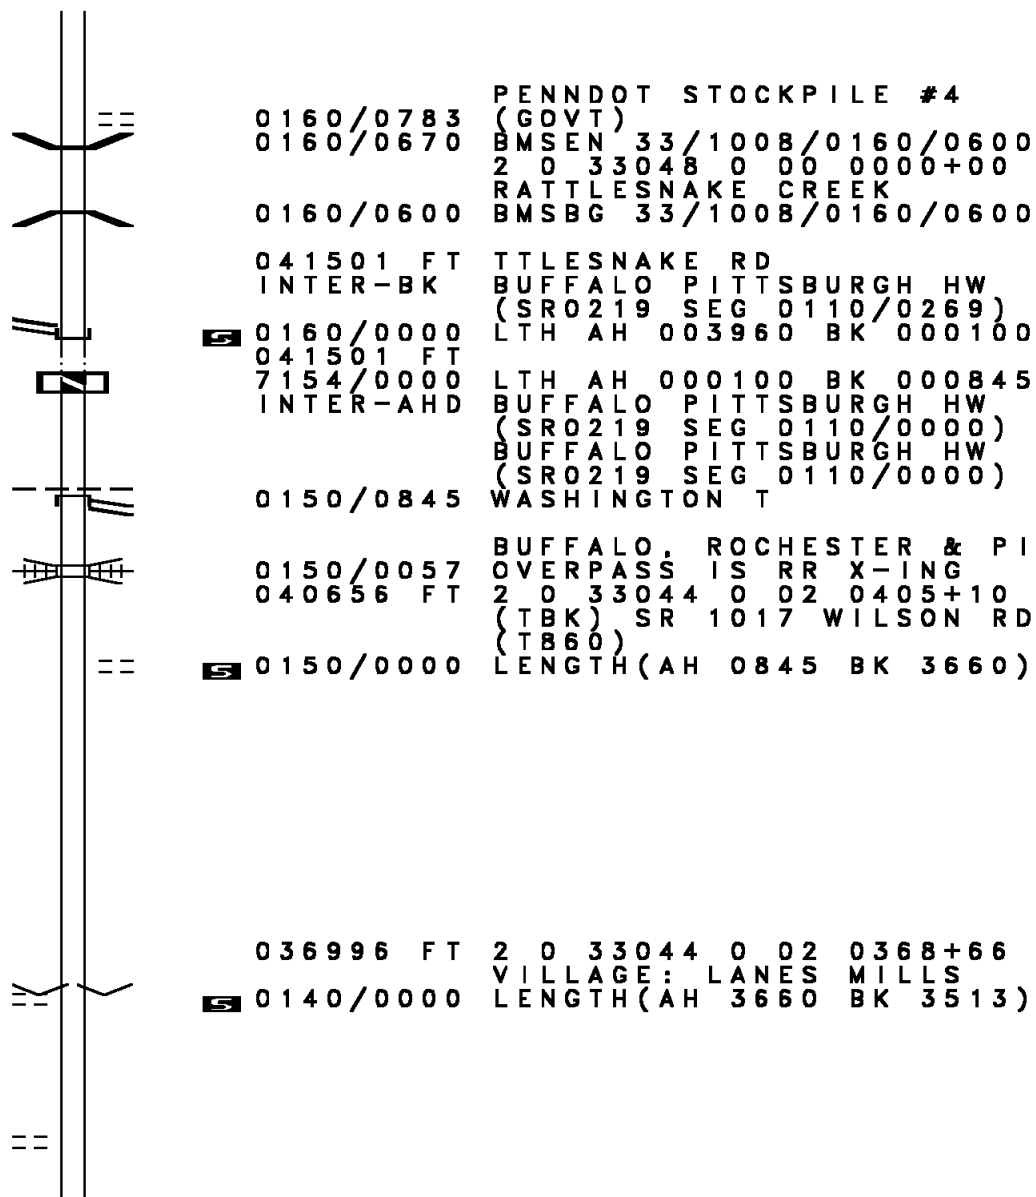 PENNDOT STOCKPILE #4
0160/0783 (GOVT)
0160/0670 BMSEN 33/1008/0160/0600
2 0 33048 0 00 0000+00
RATTLESNAKE CREEK
0160/0600 BMSBG 33/1008/0160/0600
041501 FT TTLESNAKE RD
INTER-BK BUFFALO PITTSBURGH HW
(SR0219 SEG 0110/0269)
S 0160/0000 LTH AH 003960 BK 000100
041501 FT
7154/0000 LTH AH 000100 BK 000845
INTER-AHD BUFFALO PITTSBURGH HW
(SR0219 SEG 0110/0000)
BUFFALO PITTSBURGH HW
(SR0219 SEG 0110/0000)
0150/0845 WASHINGTON T
BUFFALO, ROCHESTER & PI
0150/0057 OVERPASS IS RR X-ING
040656 FT 2 0 33044 0 02 0405+10
(TBK) SR 1017 WILSON RD
(T860)
S 0150/0000 LENGTH(AH 0845 BK 3660)
036996 FT 2 0 33044 0 02 0368+66
VILLAGE: LANES MILLS
S 0140/0000 LENGTH(AH 3660 BK 3513)